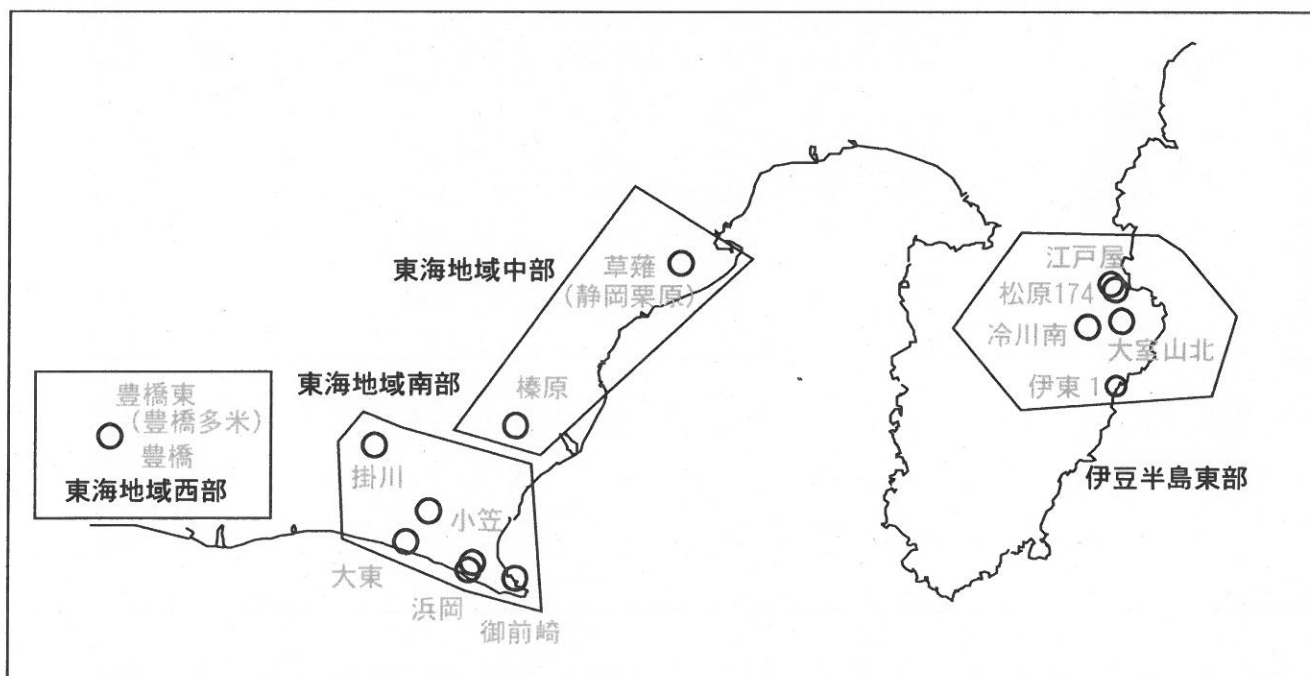 東海地域中部
草薙
(静岡栗原)
東海地域南部
榛原
豊橋東
(豊橋多米)
豊橋
東海地域西部
掛川
小笠
大東
浜岡
御前崎
江戸屋
松原174
冷川南
大室山北
伊東1
伊豆半島東部